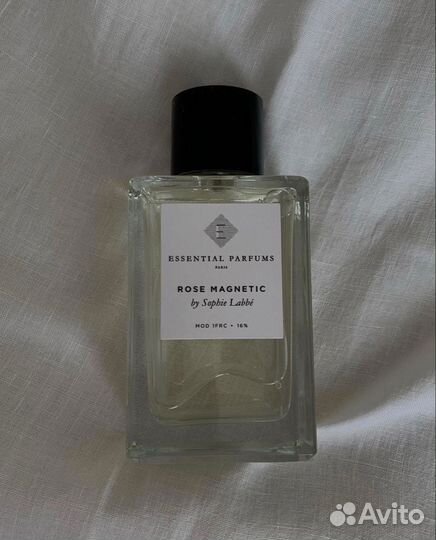 E
ESSENTIAL PARFUMS
PARIS
ROSE MAGNETIC
by Sophie Labbé
MOD 1FRC • 16%
Avito